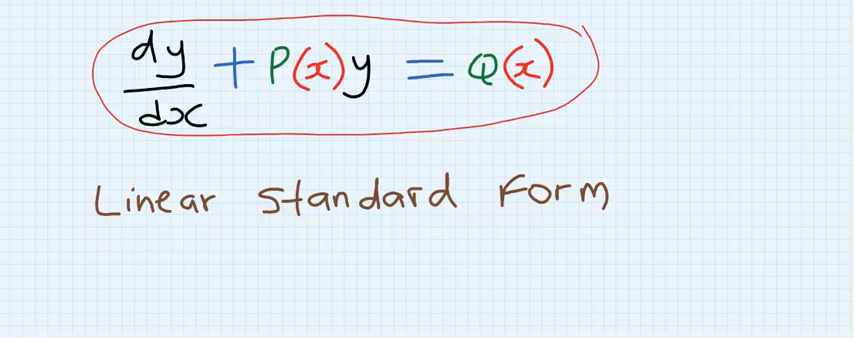 dy/dx + P(x)y = Q(x)
Linear Standard Form